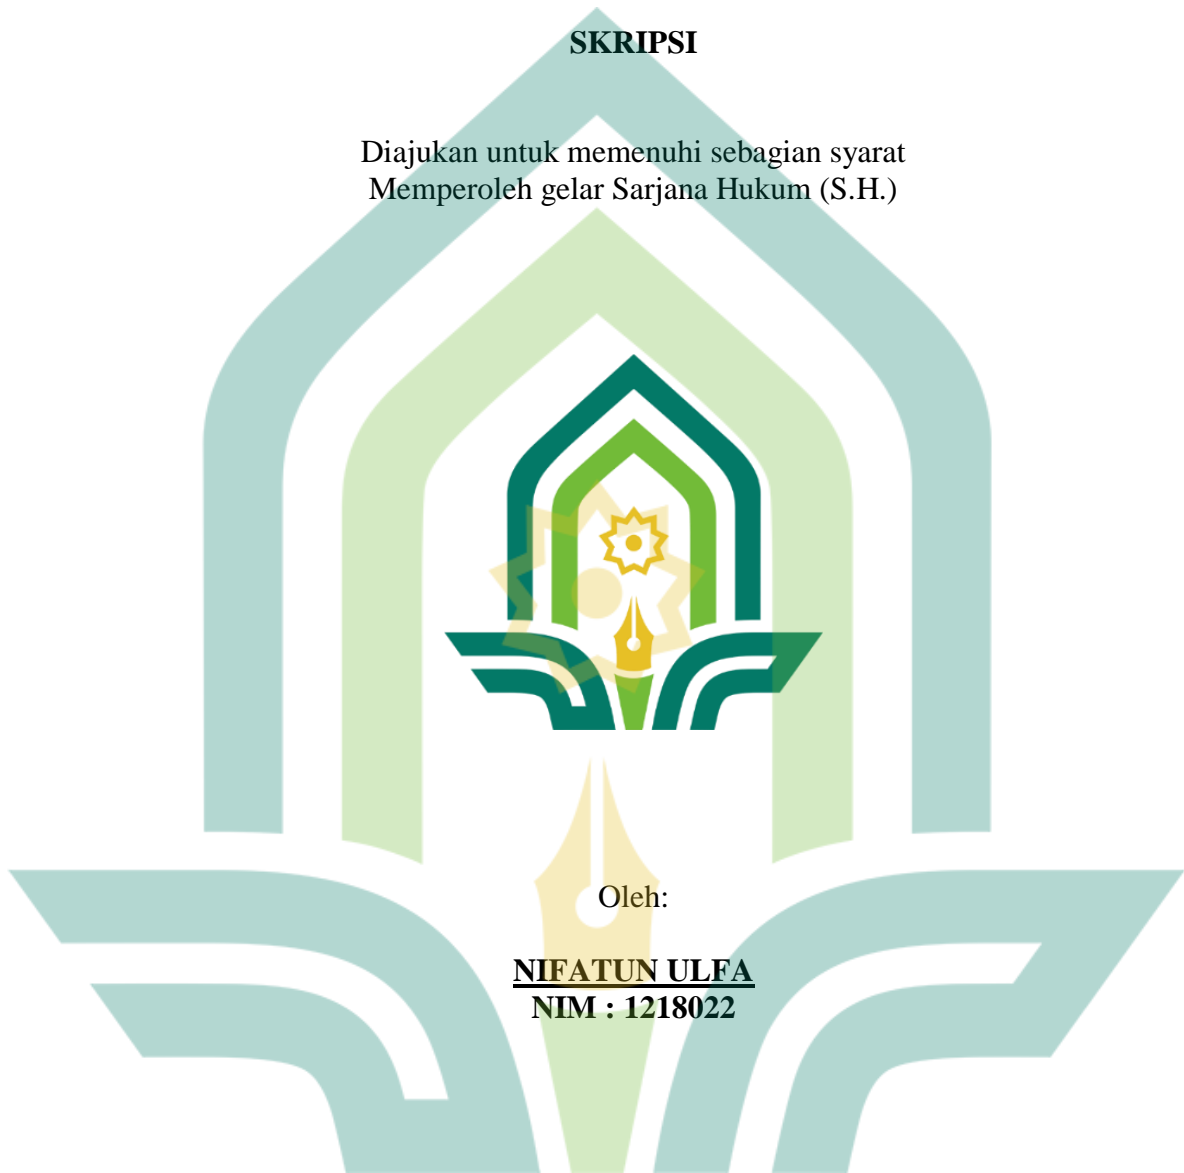 SKRIPSI
Diajukan untuk memenuhi sebagian syarat
Memperoleh gelar Sarjana Hukum (S.H.)
Oleh:
NIFATUN ULFA
NIM : 1218022